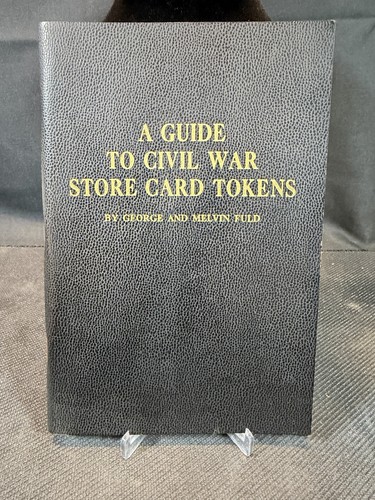 A GUIDE
TO CIVIL WAR
STORE CARD TOKENS
BY GEORGE AND MELVIN FULD